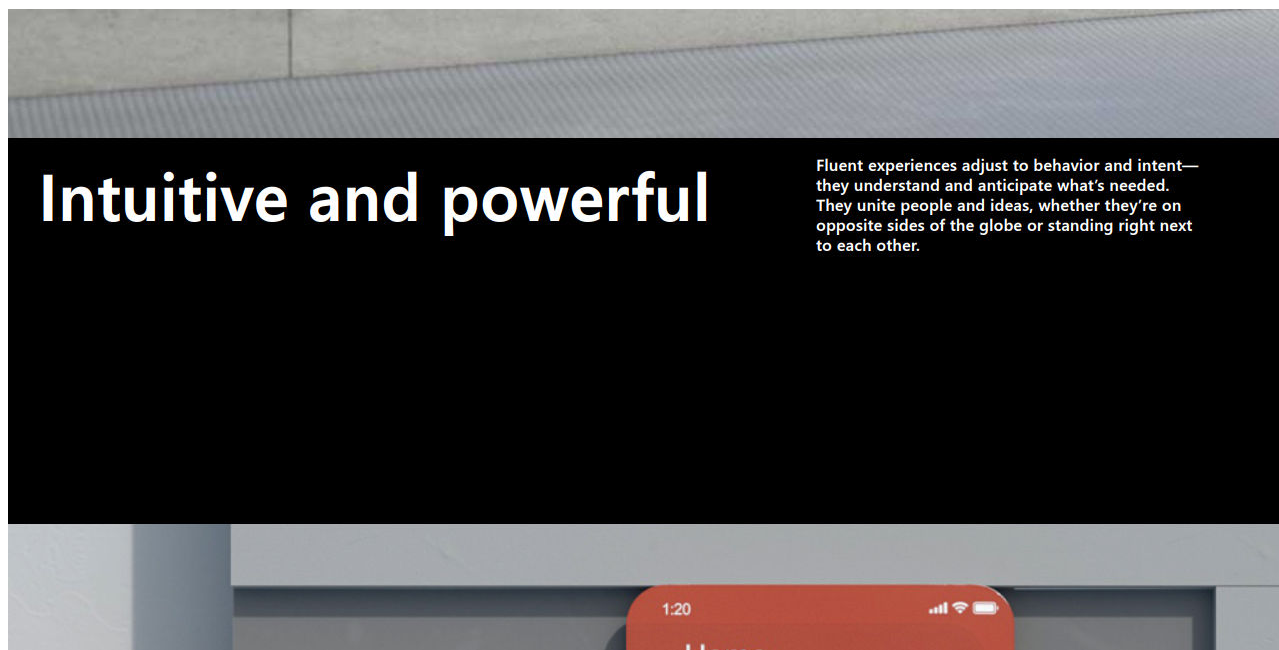 Intuitive and powerful
Fluent experiences adjust to behavior and intent—
they understand and anticipate what’s needed.
They unite people and ideas, whether they’re on
opposite sides of the globe or standing right next
to each other.
1:20